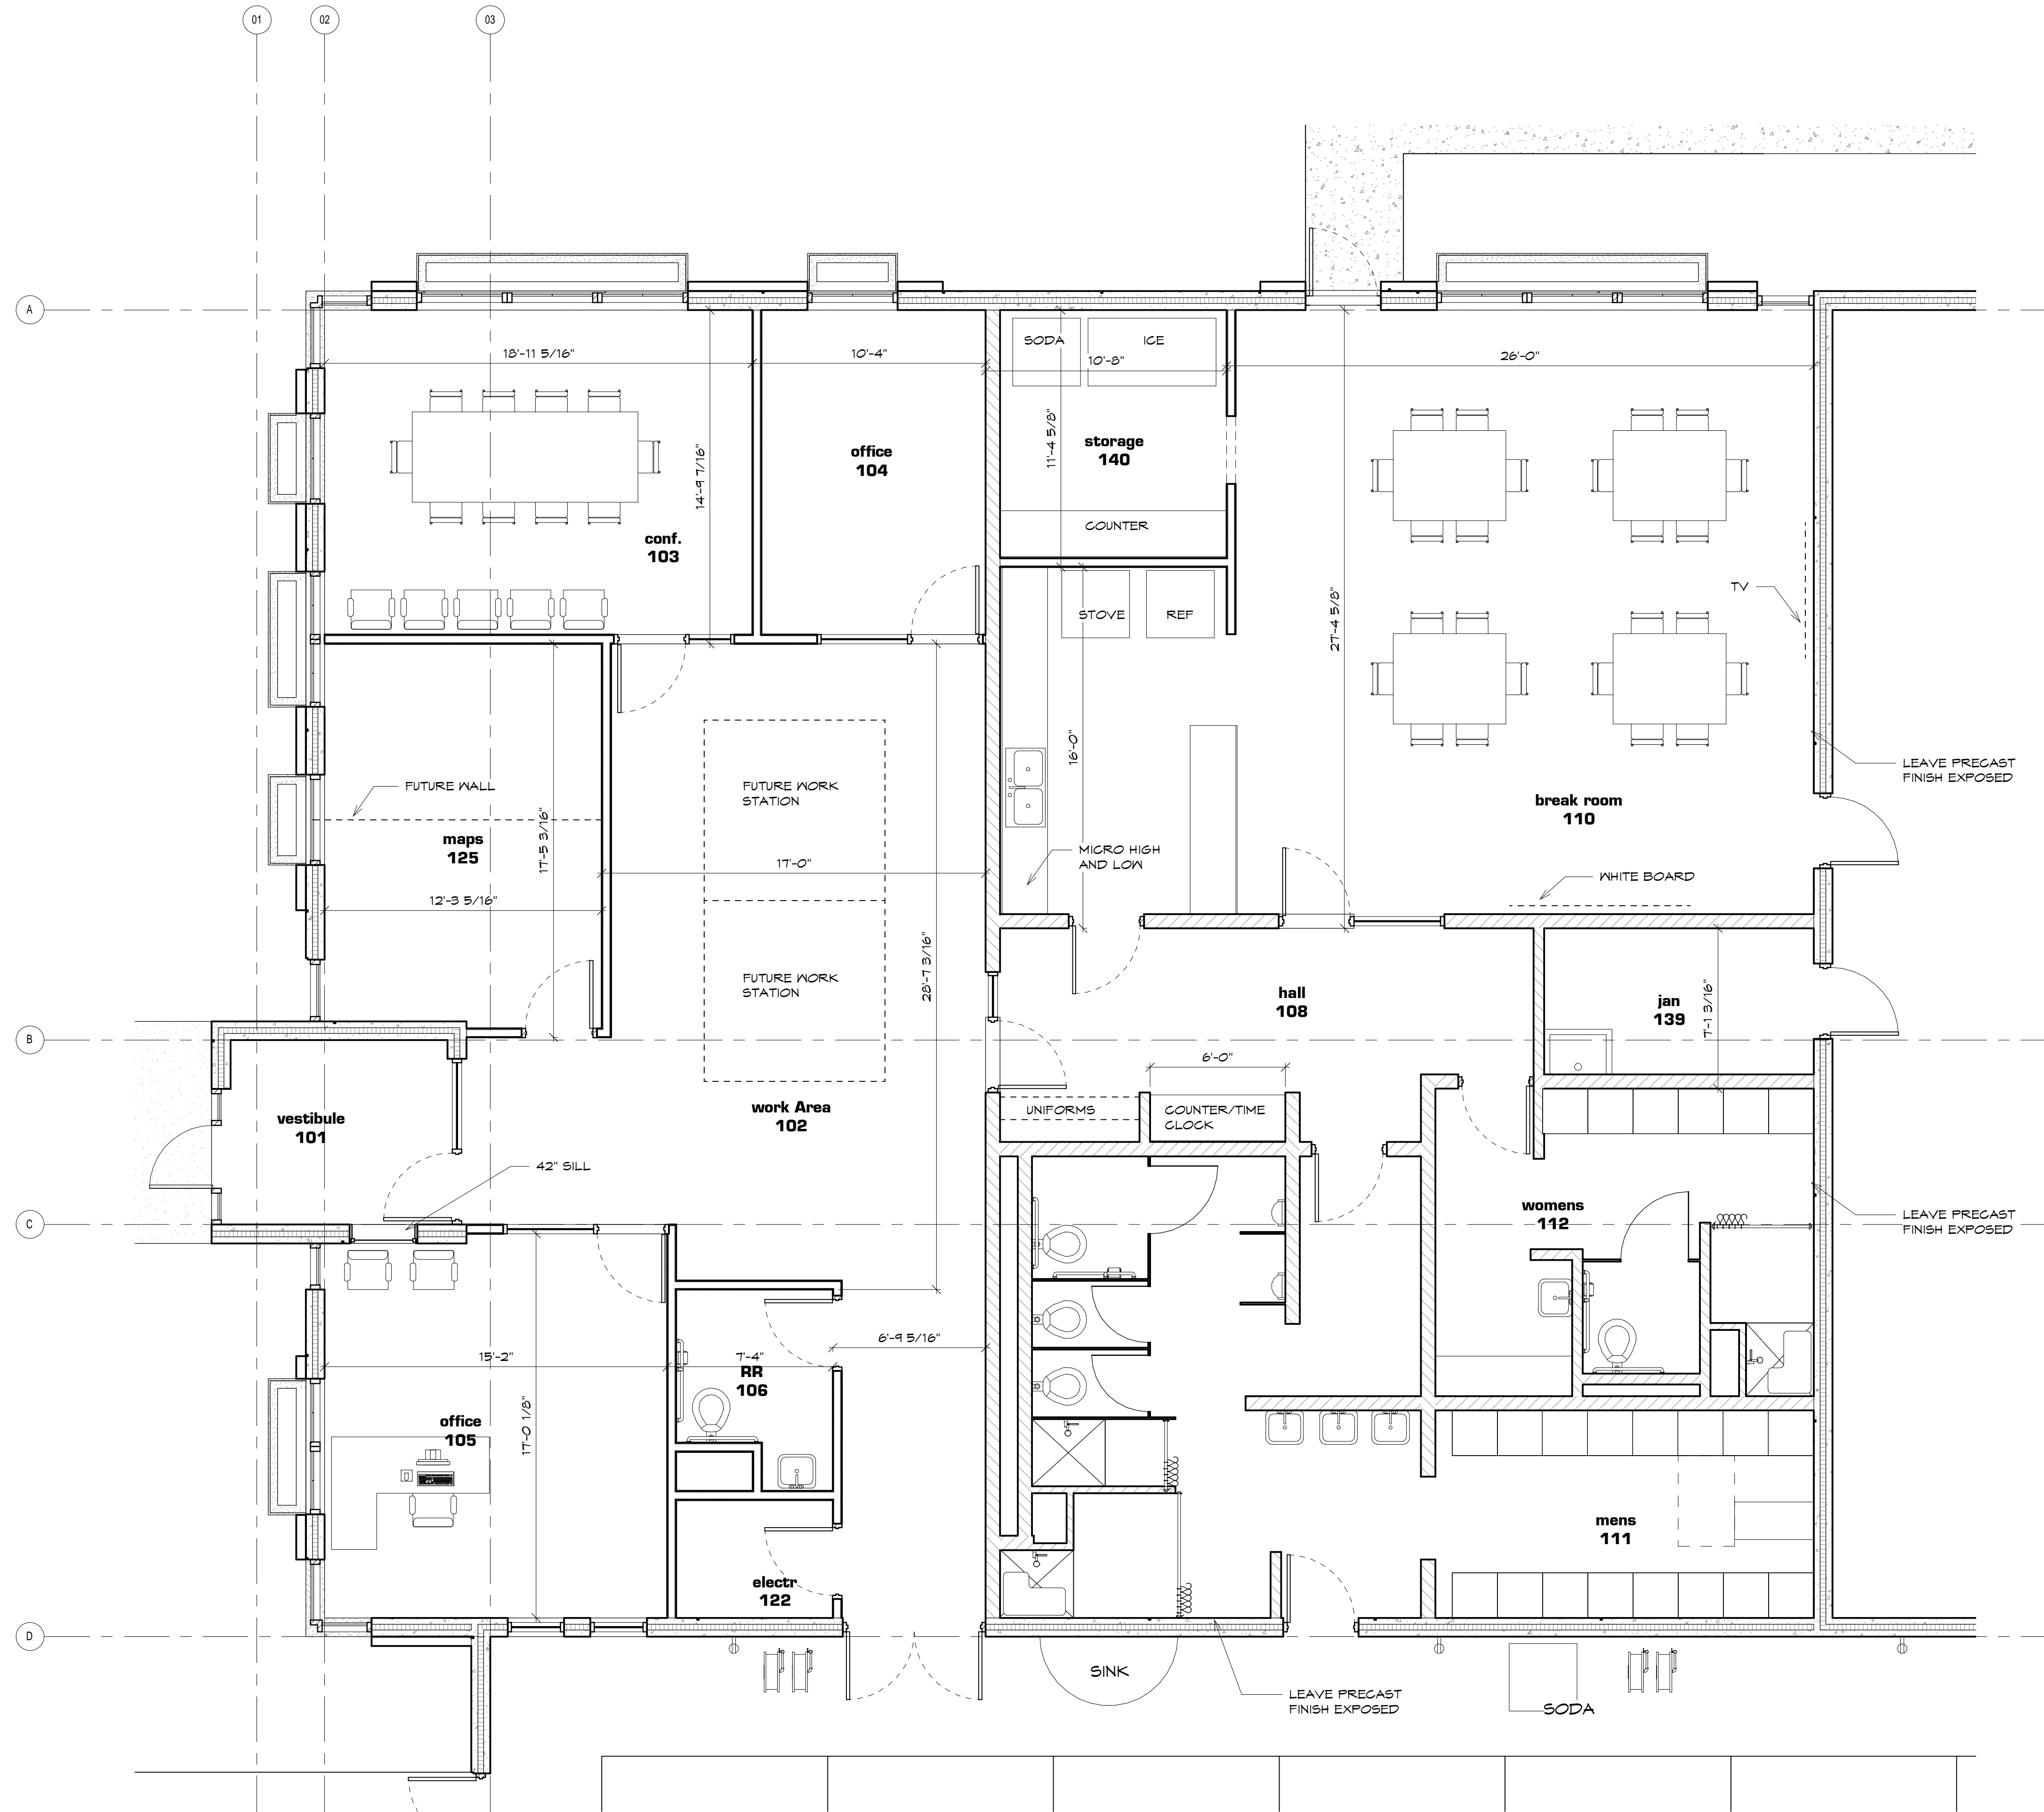 01
02
03
A
18'-11 5/16"
10'-4"
SODA
ICE
10'-8"
26'-0"
14'-9 7/16"
11'-4 5/8"
office
104
storage
140
COUNTER
conf.
103
TV
STOVE
REF
27'-4 5/8"
16'-0"
LEAVE PRECAST
FINISH EXPOSED
FUTURE WALL
FUTURE WORK
STATION
break room
110
maps
125
17'-5 3/16"
MICRO HIGH
AND LOW
17'-0"
WHITE BOARD
12'-3 5/16"
28'-7 3/16"
FUTURE WORK
STATION
hall
108
jan
139
7'-1 3/16"
B
6'-0"
vestibule
101
work Area
102
UNIFORMS
COUNTER/TIME
CLOCK
42" SILL
C
womens
112
LEAVE PRECAST
FINISH EXPOSED
6'-9 5/16"
15'-2"
7'-4"
RR
106
office
105
17'-0 1/8"
mens
111
electr
122
D
SINK
LEAVE PRECAST
FINISH EXPOSED
SODA